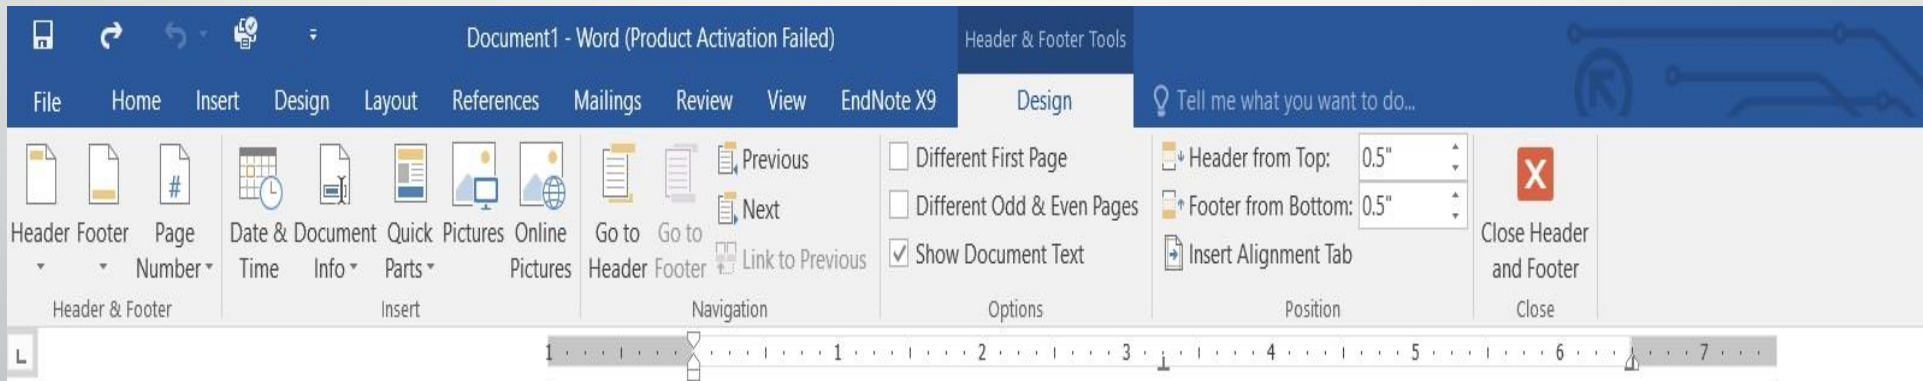 Document1 - Word (Product Activation Failed)
Header & Footer Tools
File Home Insert Design Layout References Mailings Review View EndNote X9 Design Tell me what you want to do...
Header
Footer
Page
Number
Header & Footer
Date &
Time
Document
Info
Quick
Parts
Pictures
Online
Pictures
Insert
Go to
Header
Go to
Footer
Previous
Next
Link to Previous
Navigation
Different First Page
Different Odd & Even Pages
Show Document Text
Options
Header from Top: 0.5"
Footer from Bottom: 0.5"
Insert Alignment Tab
Position
Close Header
and Footer
Close
L
1 1 2 3 4 5 6 7